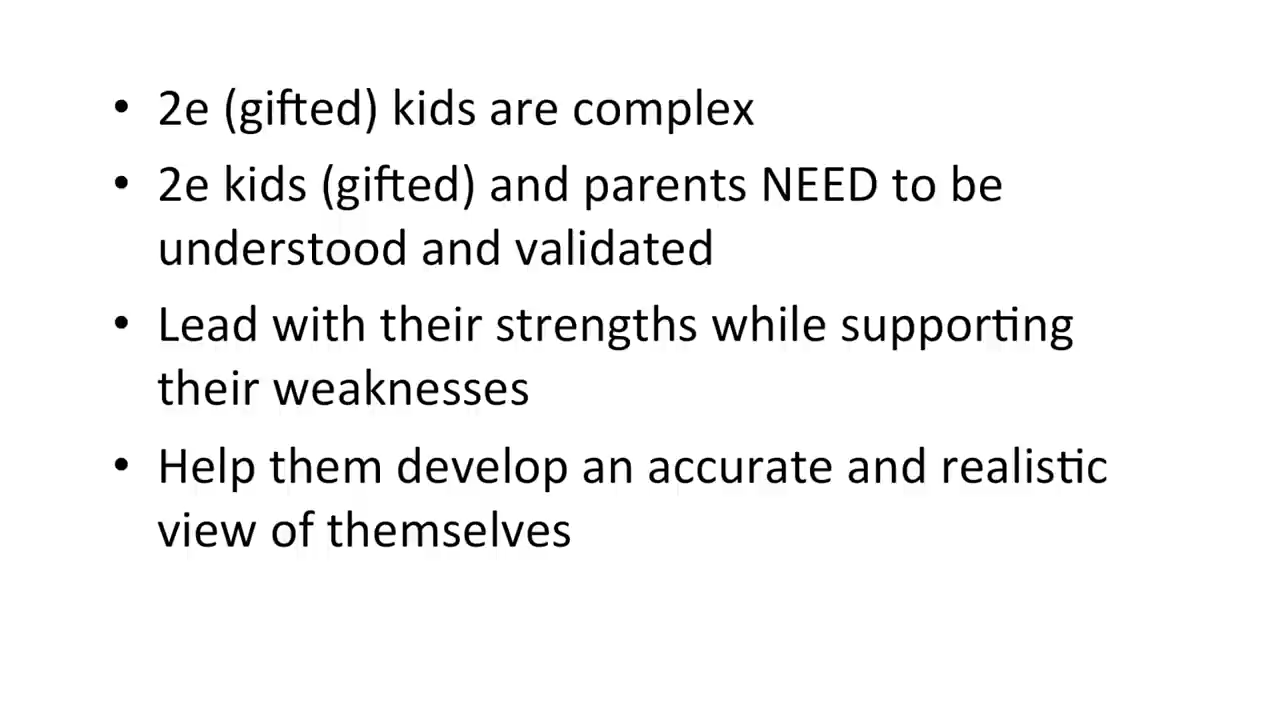 • 2e (gifted) kids are complex
• 2e kids (gifted) and parents NEED to be
understood and validated
• Lead with their strengths while supporting
their weaknesses
• Help them develop an accurate and realistic
view of themselves